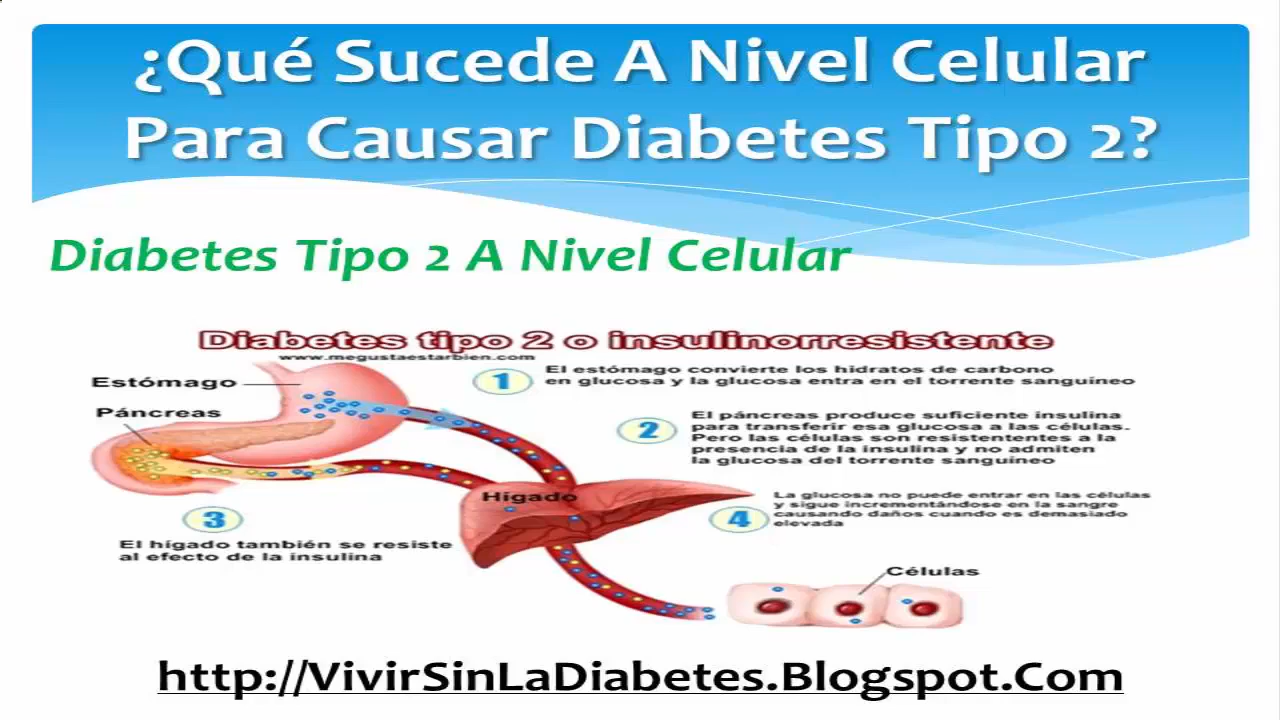 ¿Qué Sucede A Nivel Celular
Para Causar Diabetes Tipo 2?
Diabetes Tipo 2 A Nivel Celular
Diabetes tipo 2 o insulinorresistente
www.megustaestarbien.com
Estómago
Páncreas
1
El estómago convierte los hidratos de carbono
en glucosa y la glucosa entra en el torrente sanguíneo
2
El páncreas produce suficiente insulina
para transferir esa glucosa a las células.
Pero las células son resistententes a la
presencia de la insulina y no admiten
la glucosa del torrente sanguíneo
Hígado
3
El hígado también se resiste
al efecto de la insulina
4
La glucosa no puede entrar en las células
y sigue incrementándose en la sangre
causando daños cuando es demasiado
elevada
Células
http://VivirSinLaDiabetes.Blogspot.Com